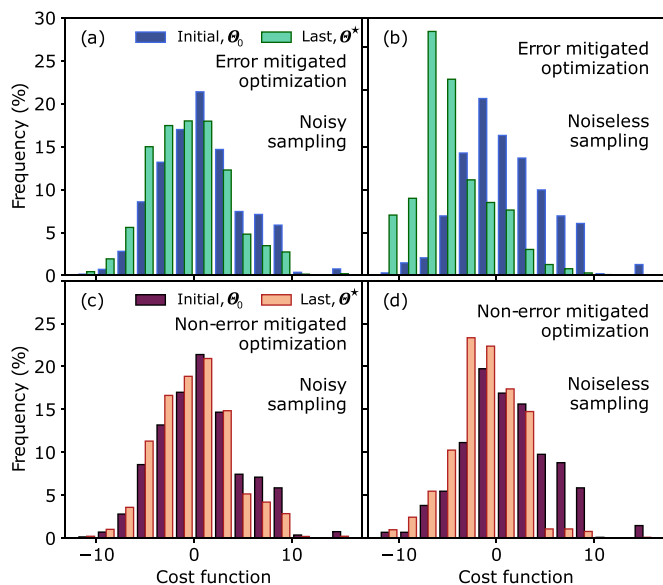 30
25
20
15
10
5
0
Frequency (%)
(a)
Initial, Θ₀
Last, Θ★
Error mitigated
optimization
Noisy
sampling
(b)
Error mitigated
optimization
Noiseless
sampling
25
20
15
10
5
0
Frequency (%)
(c)
Initial, Θ₀
Last, Θ★
Non-error mitigated
optimization
Noisy
sampling
(d)
Non-error mitigated
optimization
Noiseless
sampling
−10 0 10
Cost function
−10 0 10
Cost function